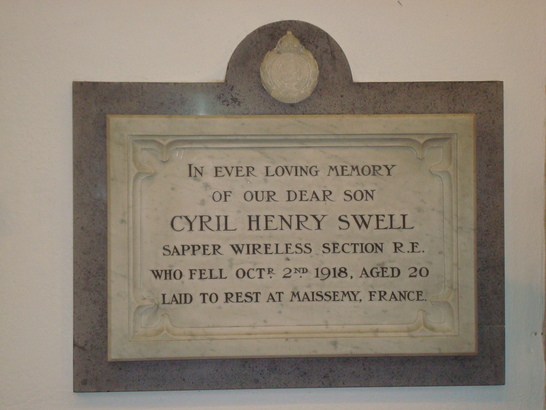 IN EVER LOVING MEMORY
OF OUR DEAR SON
CYRIL HENRY SWELL
SAPPER WIRELESS SECTION R.E.
WHO FELL OCTR. 2ND 1918, AGED 20
LAID TO REST AT MAISSEMY, FRANCE.